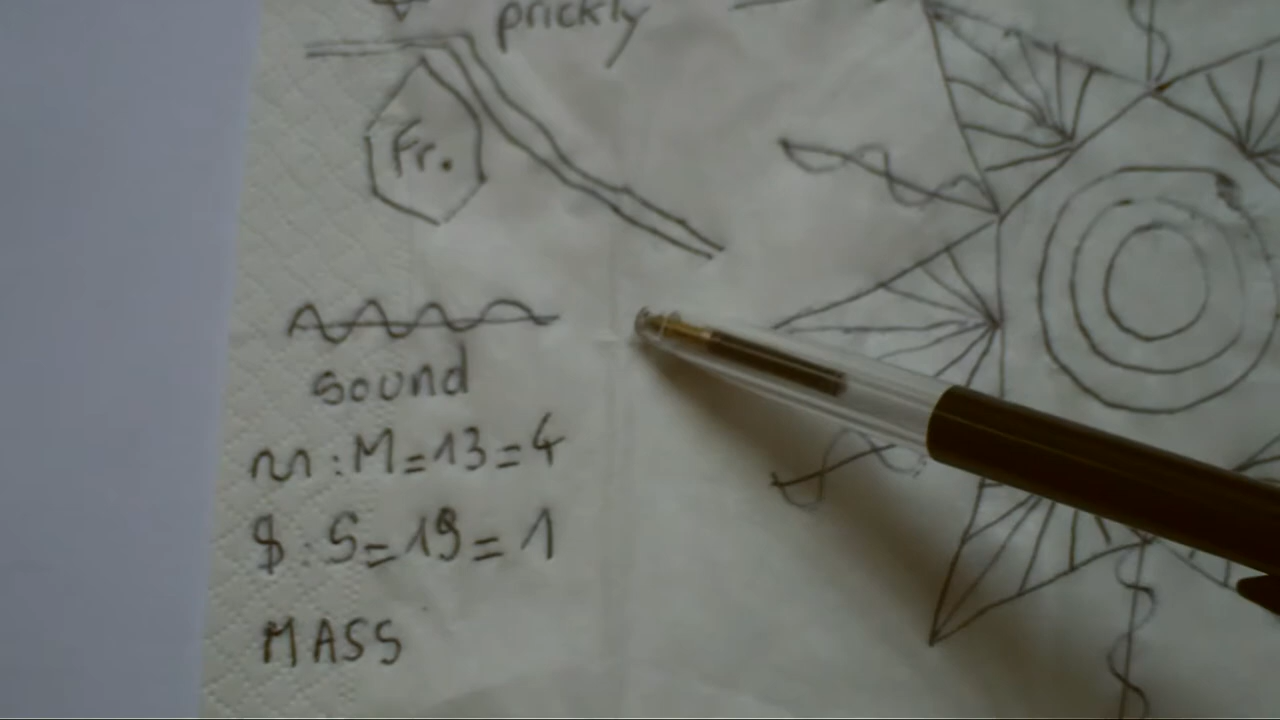 prickly
Fr.
sound
m : M = 13 = 4
$ : S = 19 = 1
MASS